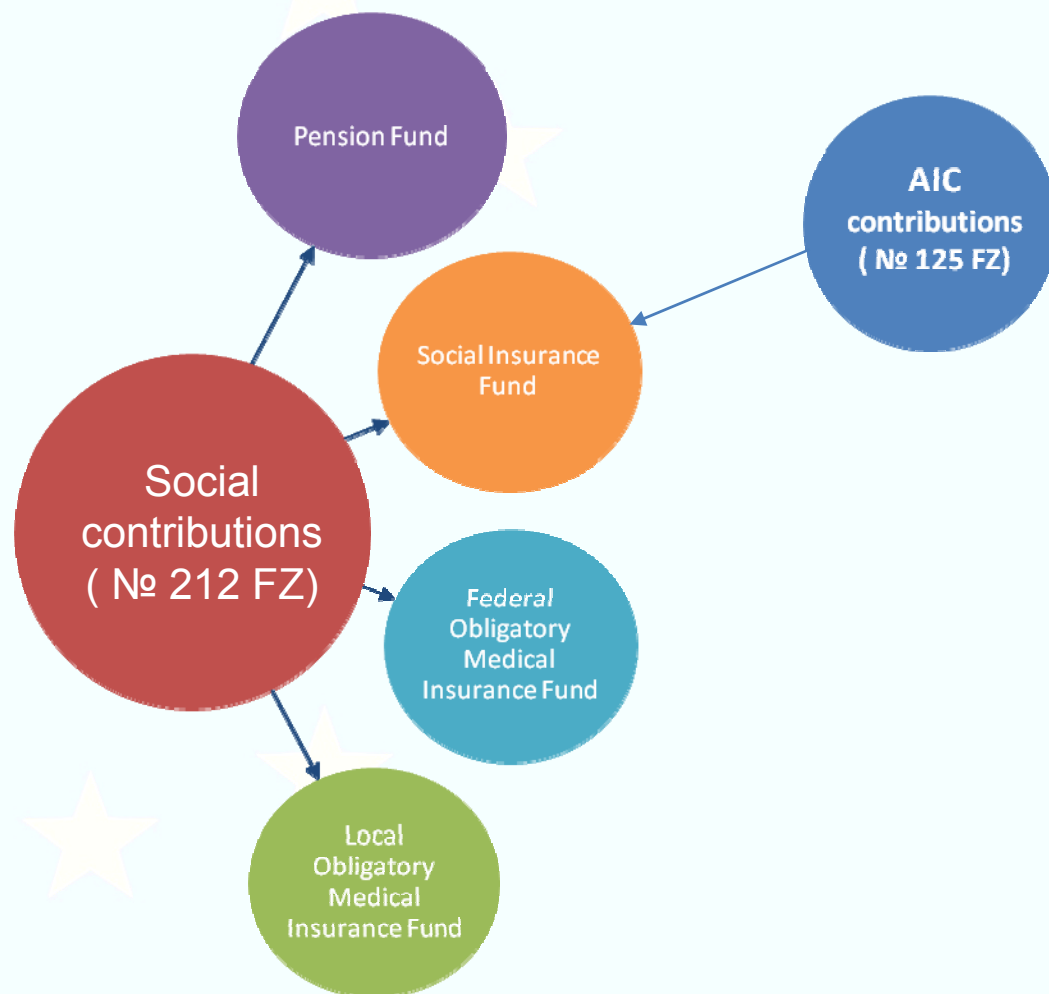 Pension Fund
AIC
contributions
( № 125 FZ)
Social Insurance
Fund
Social
contributions
( № 212 FZ)
Federal
Obligatory
Medical
Insurance Fund
Local
Obligatory
Medical
Insurance Fund